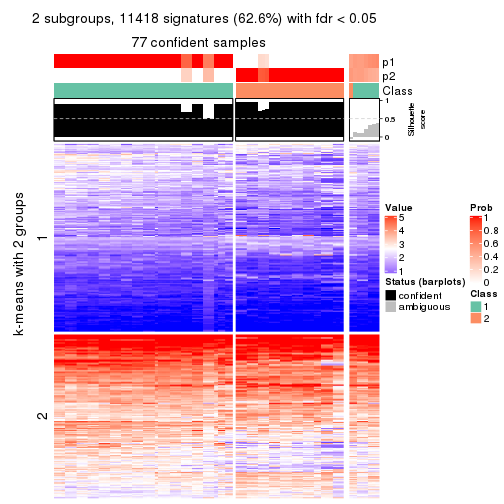 2 subgroups, 11418 signatures (62.6%) with fdr < 0.05
77 confident samples
p1
p2
Class
1
0.5
0
Silhouette
score
k-means with 2 groups
1
2
Value
5
4
3
2
1
Status (barplots)
confident
ambiguous
Prob
1
0.8
0.6
0.4
0.2
0
Class
1
2